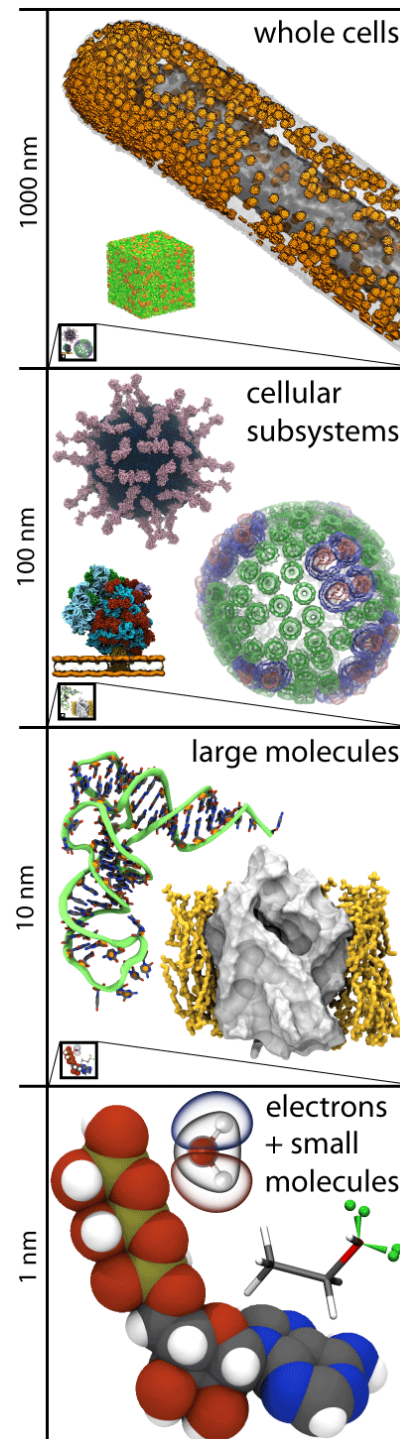 whole cells
1000 nm
cellular
subsystems
100 nm
large molecules
10 nm
electrons
+ small
molecules
1 nm